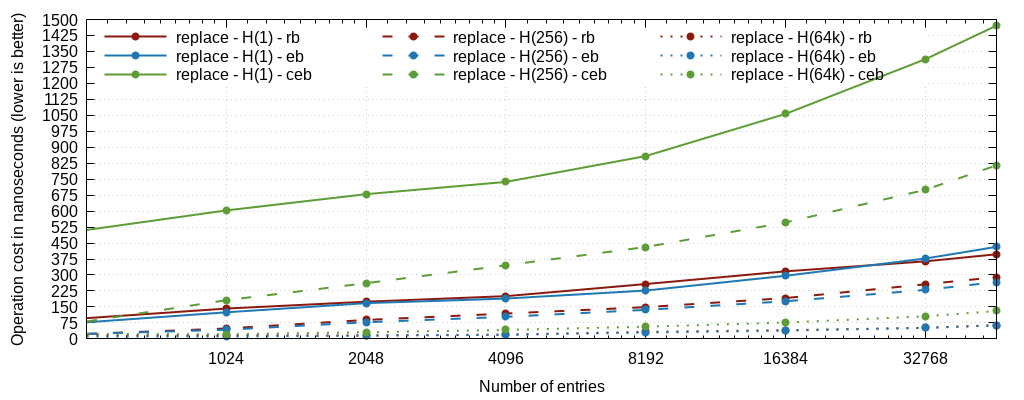 Operation cost in nanoseconds (lower is better)
1500
1425
1350
1275
1200
1125
1050
975
900
825
750
675
600
525
450
375
300
225
150
75
0
replace - H(1) - rb
replace - H(1) - eb
replace - H(1) - ceb
replace - H(256) - rb
replace - H(256) - eb
replace - H(256) - ceb
replace - H(64k) - rb
replace - H(64k) - eb
replace - H(64k) - ceb
1024 2048 4096 8192 16384 32768
Number of entries